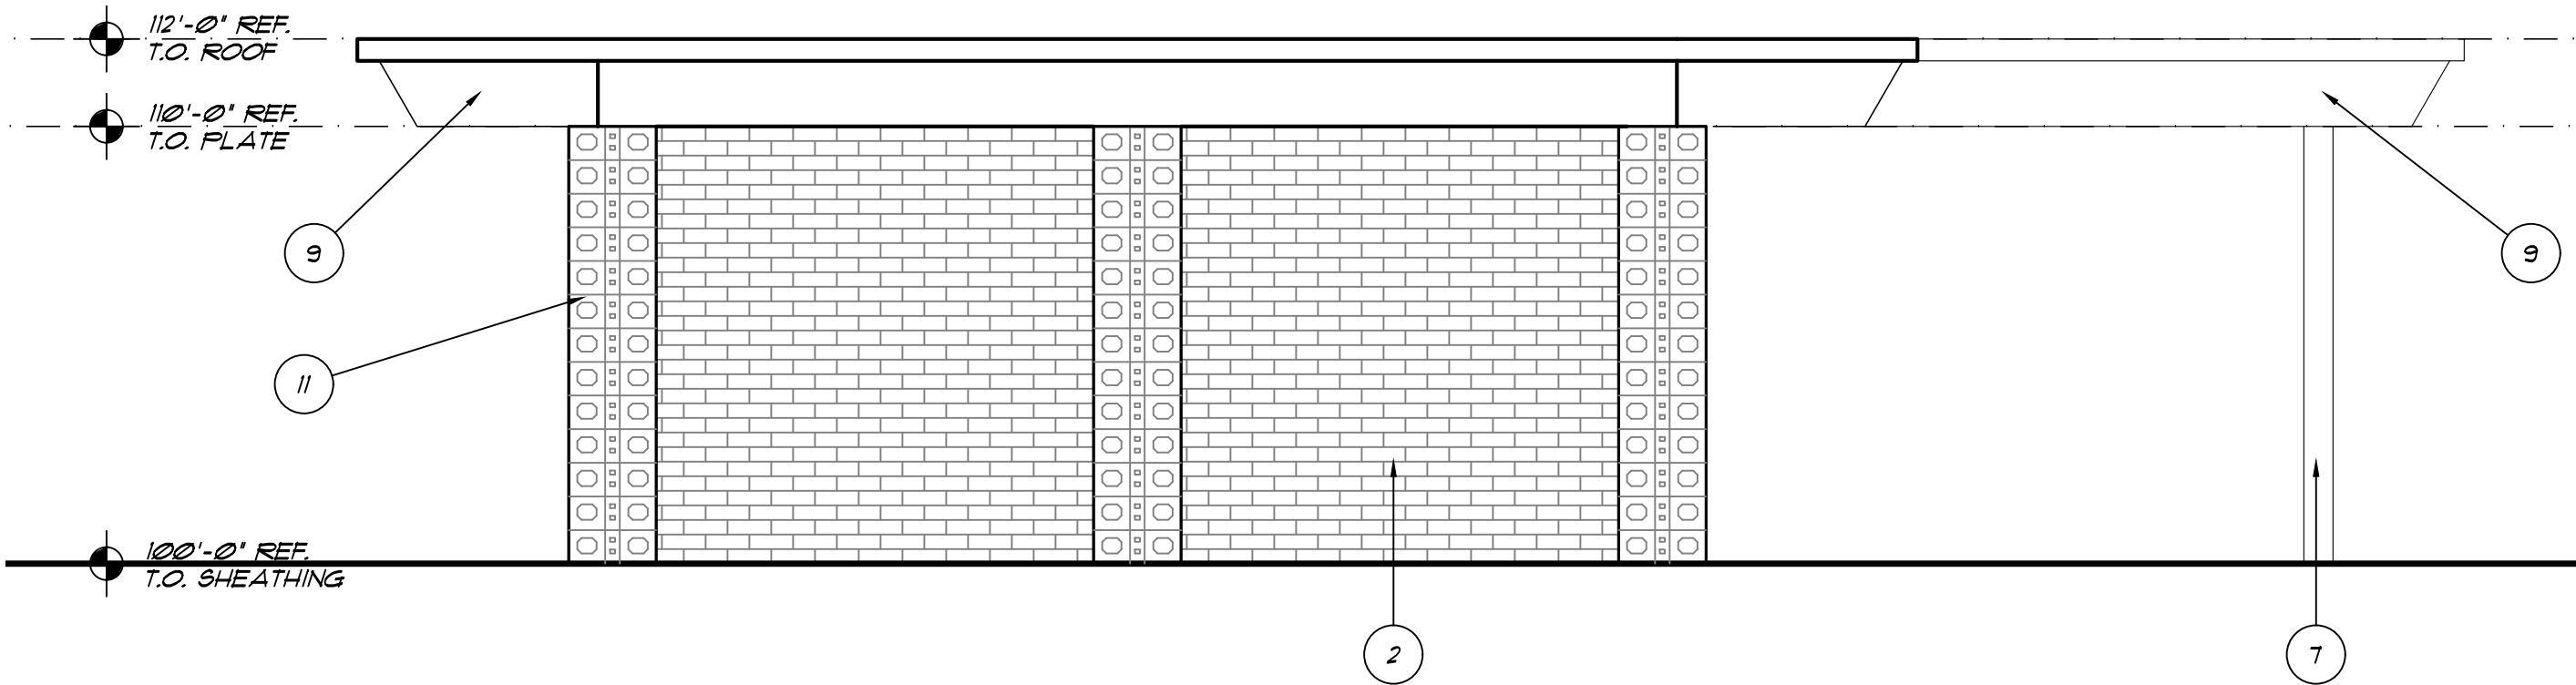 112'-0" REF.
T.O. ROOF
110'-0" REF.
T.O. PLATE
9
9
11
100'-0" REF.
T.O. SHEATHING
2
7